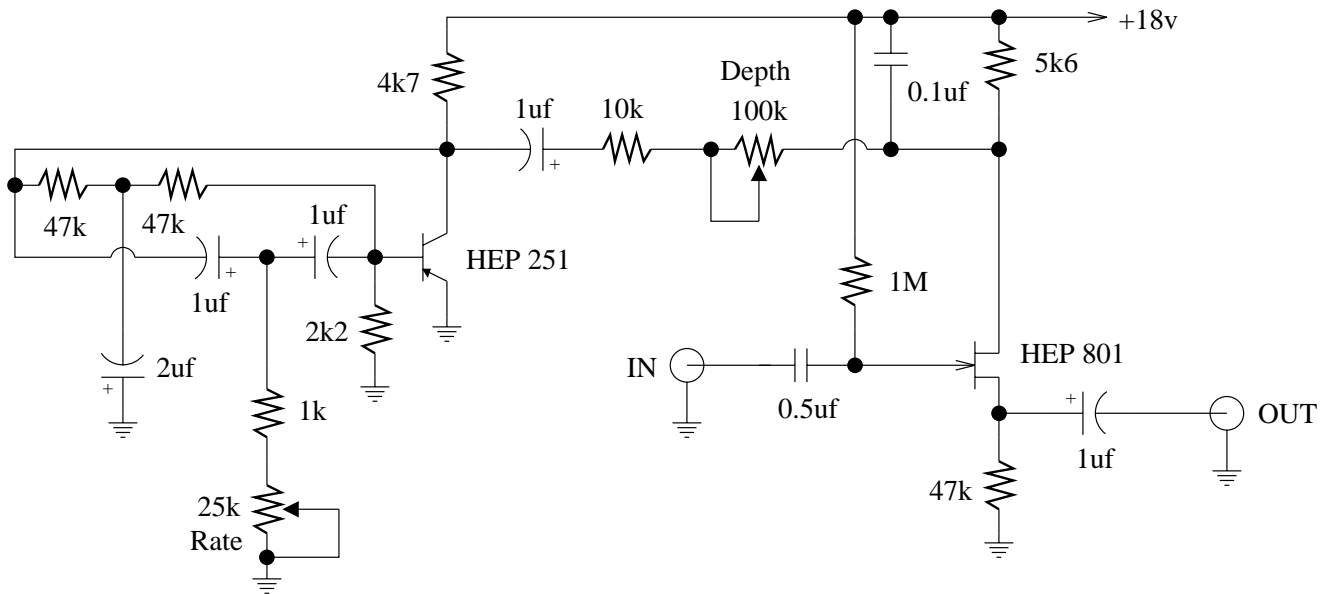 +18v
4k7
Depth
5k6
1uf
10k
100k
0.1uf
+
47k
47k
1uf
+
HEP 251
+
1uf
1M
2k2
HEP 801
2uf
+
IN
0.5uf
1k
+
1uf
OUT
25k
Rate
47k